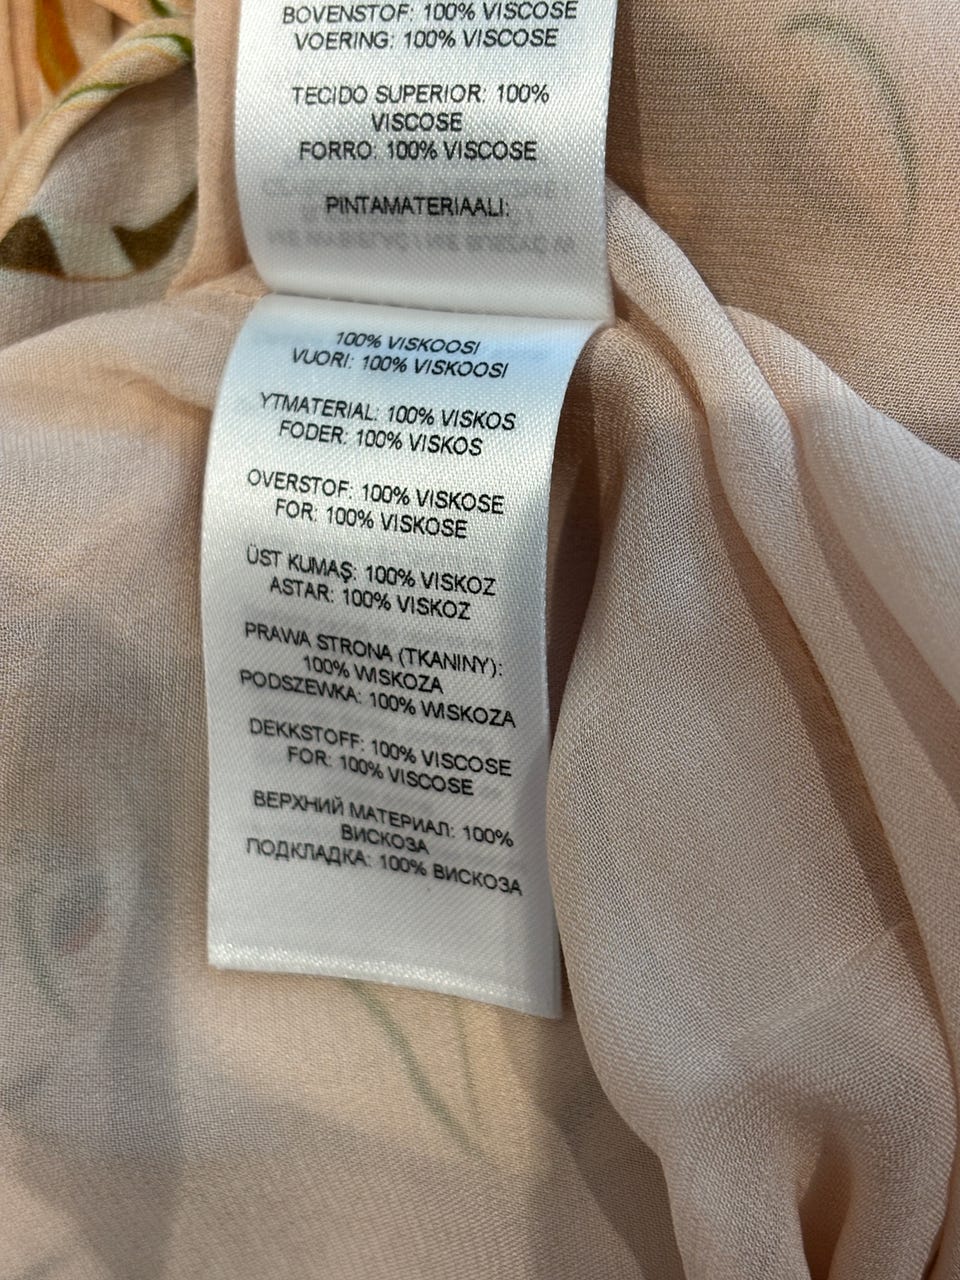 BOVENSTOF: 100% VISCOSE
VOERING: 100% VISCOSE
TECIDO SUPERIOR: 100%
VISCOSE
FORRO: 100% VISCOSE
PINTAMATERIAALI:
100% VISKOOSI
VUORI: 100% VISKOOSI
YTMATERIAL: 100% VISKOS
FODER: 100% VISKOS
OVERSTOF: 100% VISKOSE
FOR: 100% VISKOSE
ÜST KUMAŞ: 100% VISKOZ
ASTAR: 100% VISKOZ
PRAWA STRONA (TKANINY):
100% WISKOZA
PODSZEWKA: 100% WISKOZA
DEKKSTOFF: 100% VISCOSE
FOR: 100% VISCOSE
ВЕРХНИЙ МАТЕРИАЛ: 100%
ВИСКОЗА
ПОДКЛАДКА: 100% ВИСКОЗА